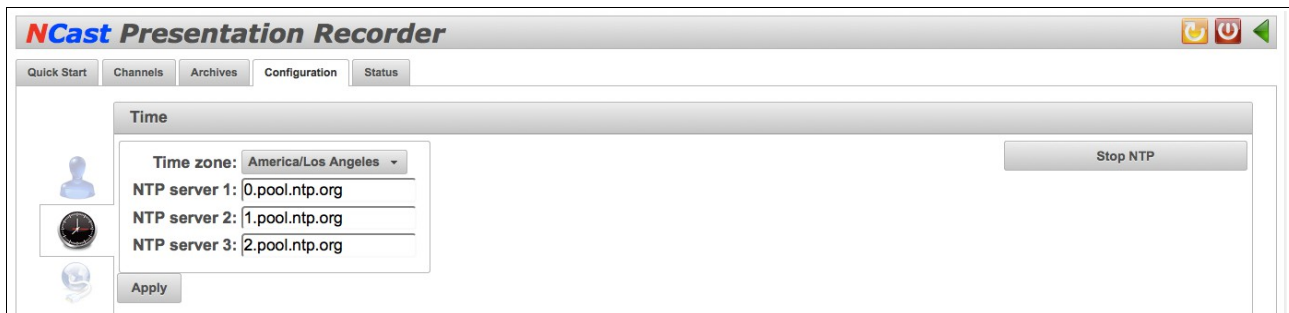 NCast Presentation Recorder
Quick Start Channels Archives Configuration Status
Time
Time zone: America/Los Angeles
Stop NTP
NTP server 1: 0.pool.ntp.org
NTP server 2: 1.pool.ntp.org
NTP server 3: 2.pool.ntp.org
Apply